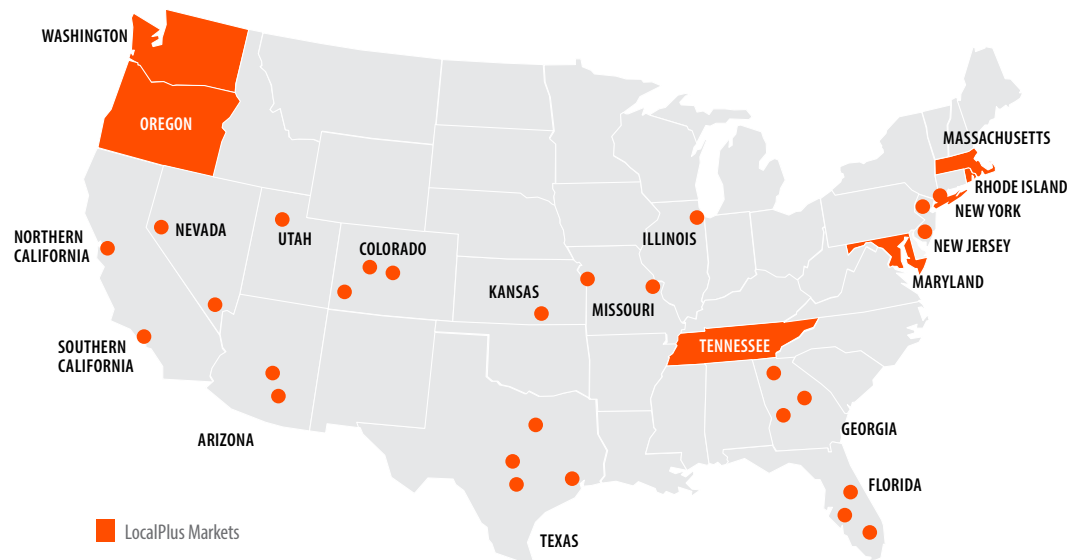 WASHINGTON
OREGON
MASSACHUSETTS
RHODE ISLAND
NEW YORK
NEVADA
UTAH
COLORADO
ILLINOIS
NEW JERSEY
NORTHERN
CALIFORNIA
MARYLAND
KANSAS
MISSOURI
SOUTHERN
CALIFORNIA
TENNESSEE
ARIZONA
GEORGIA
FLORIDA
LocalPlus Markets
TEXAS